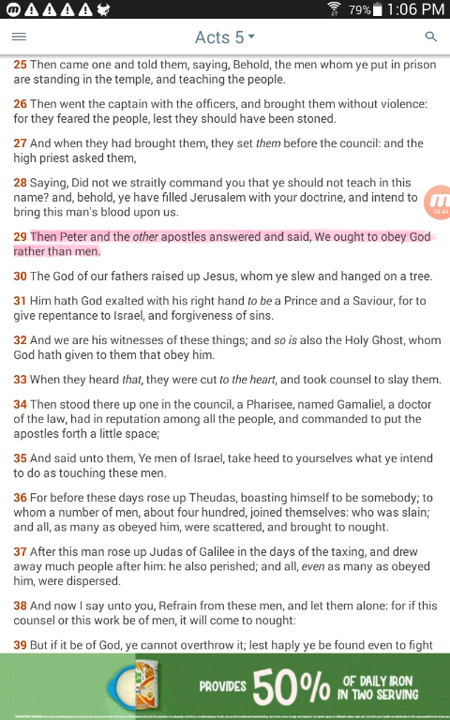 79% 1:06 PM
Acts 5
25 Then came one and told them, saying, Behold, the men whom ye put in prison
are standing in the temple, and teaching the people.
26 Then went the captain with the officers, and brought them without violence:
for they feared the people, lest they should have been stoned.
27 And when they had brought them, they set them before the council: and the
high priest asked them,
28 Saying, Did not we straitly command you that ye should not teach in this
name? and, behold, ye have filled Jerusalem with your doctrine, and intend to
bring this man's blood upon us.
04:44
29 Then Peter and the other apostles answered and said, We ought to obey God
rather than men.
30 The God of our fathers raised up Jesus, whom ye slew and hanged on a tree.
31 Him hath God exalted with his right hand to be a Prince and a Saviour, for to
give repentance to Israel, and forgiveness of sins.
32 And we are his witnesses of these things; and so is also the Holy Ghost, whom
God hath given to them that obey him.
33 When they heard that, they were cut to the heart, and took counsel to slay them.
34 Then stood there up one in the council, a Pharisee, named Gamaliel, a doctor
of the law, had in reputation among all the people, and commanded to put the
apostles forth a little space;
35 And said unto them, Ye men of Israel, take heed to yourselves what ye intend
to do as touching these men.
36 For before these days rose up Theudas, boasting himself to be somebody; to
whom a number of men, about four hundred, joined themselves: who was slain;
and all, as many as obeyed him, were scattered, and brought to nought.
37 After this man rose up Judas of Galilee in the days of the taxing, and drew
away much people after him: he also perished; and all, even as many as obeyed
him, were dispersed.
38 And now I say unto you, Refrain from these men, and let them alone: for if this
counsel or this work be of men, it will come to nought:
39 But if it be of God, ye cannot overthrow it; lest haply ye be found even to fight
PROVIDES 50% OF DAILY IRON
IN TWO SERVING